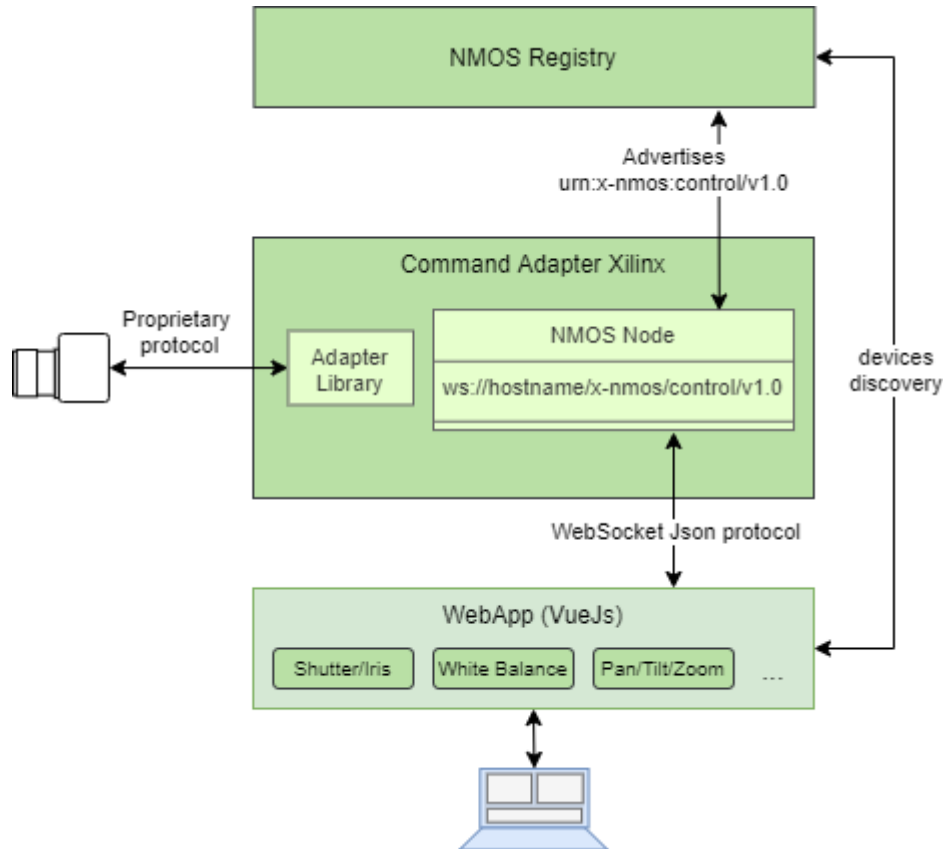 NMOS Registry
Advertises
urn:x-nmos:control/v1.0
Command Adapter Xilinx
Proprietary
protocol
Adapter
Library
NMOS Node
ws://hostname/x-nmos/control/v1.0
devices
discovery
WebSocket Json protocol
WebApp (VueJs)
Shutter/Iris
White Balance
Pan/Tilt/Zoom
...